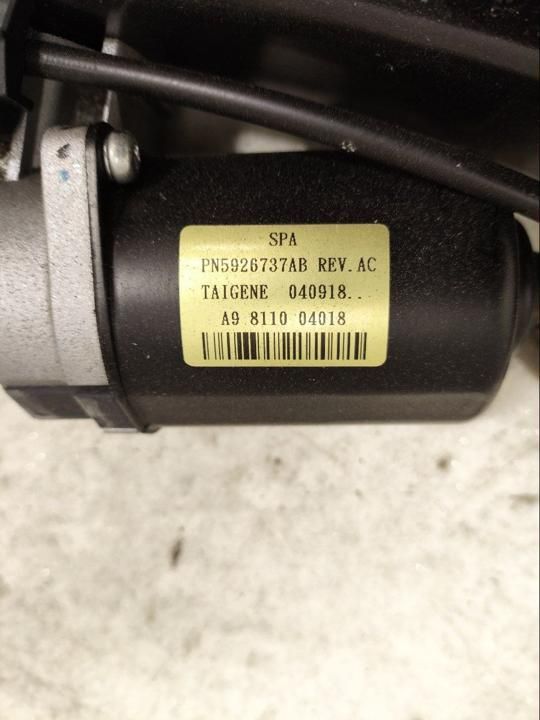 SPA
PN5926737AB REV.AC
TAIGENE 040918..
A9 8110 04018